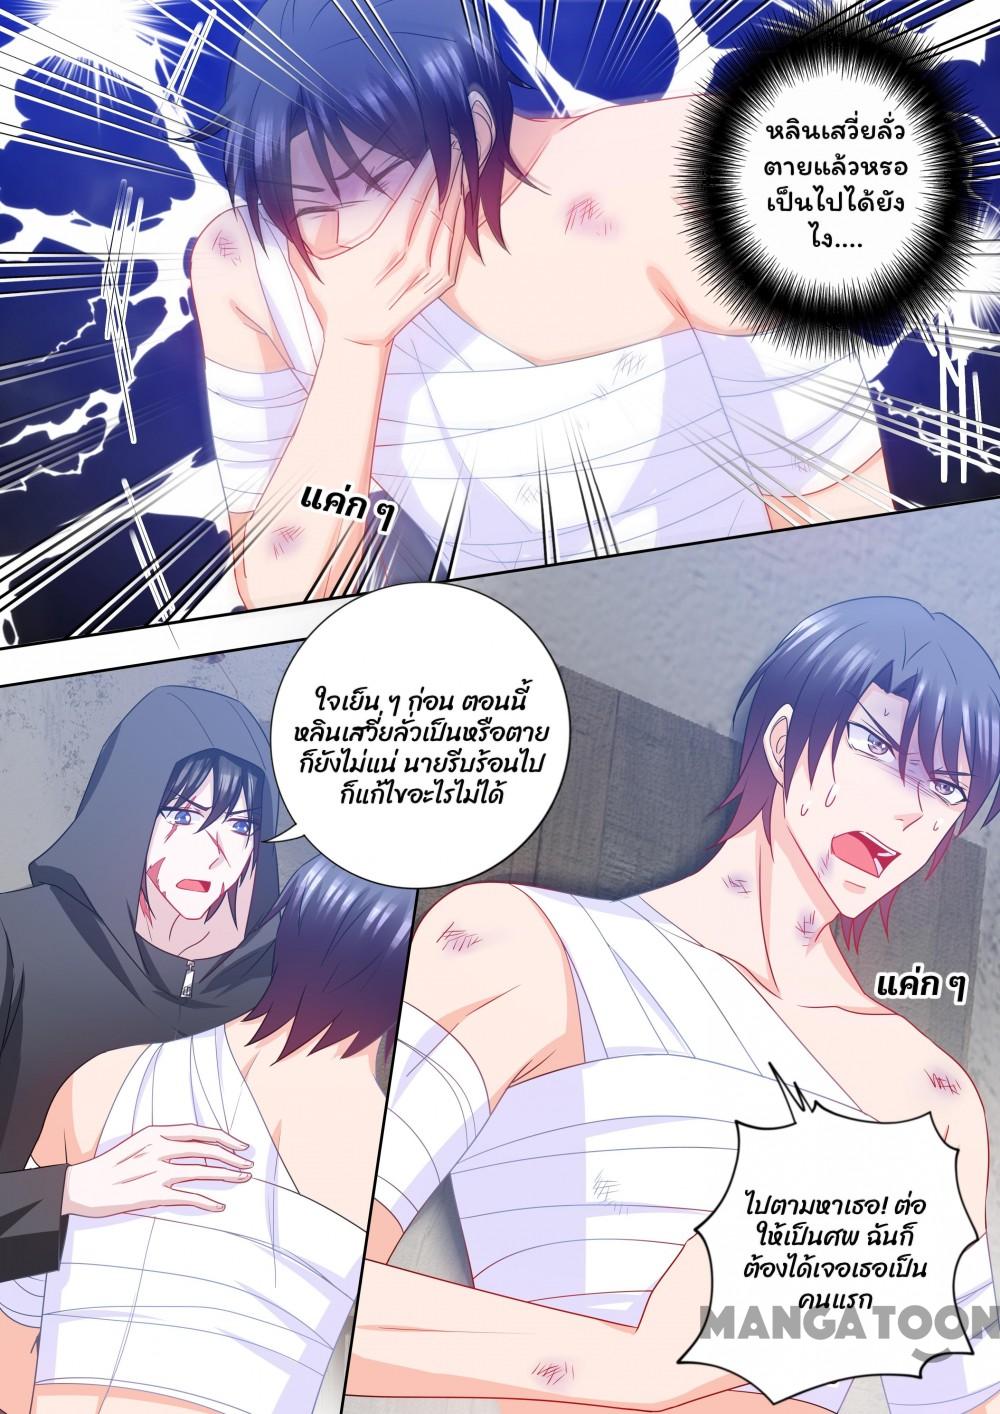 หลินเสวี่ยลั่ว
ตายแล้วหรอ
เป็นไปได้ยัง
ไง....
แค่ก ๆ
ใจเย็น ๆ ก่อน ตอนนี้
หลินเสวี่ยลั่วเป็นหรือตาย
ก็ยังไม่แน่ นายรีบร้อนไป
ก็แก้ไขอะไรไม่ได้
แค่ก ๆ
ไปตามหาเธอ! ต่อ
ให้เป็นศพ ฉันก็
ต้องได้เจอเธอเป็น
คนแรก
MANGATOON